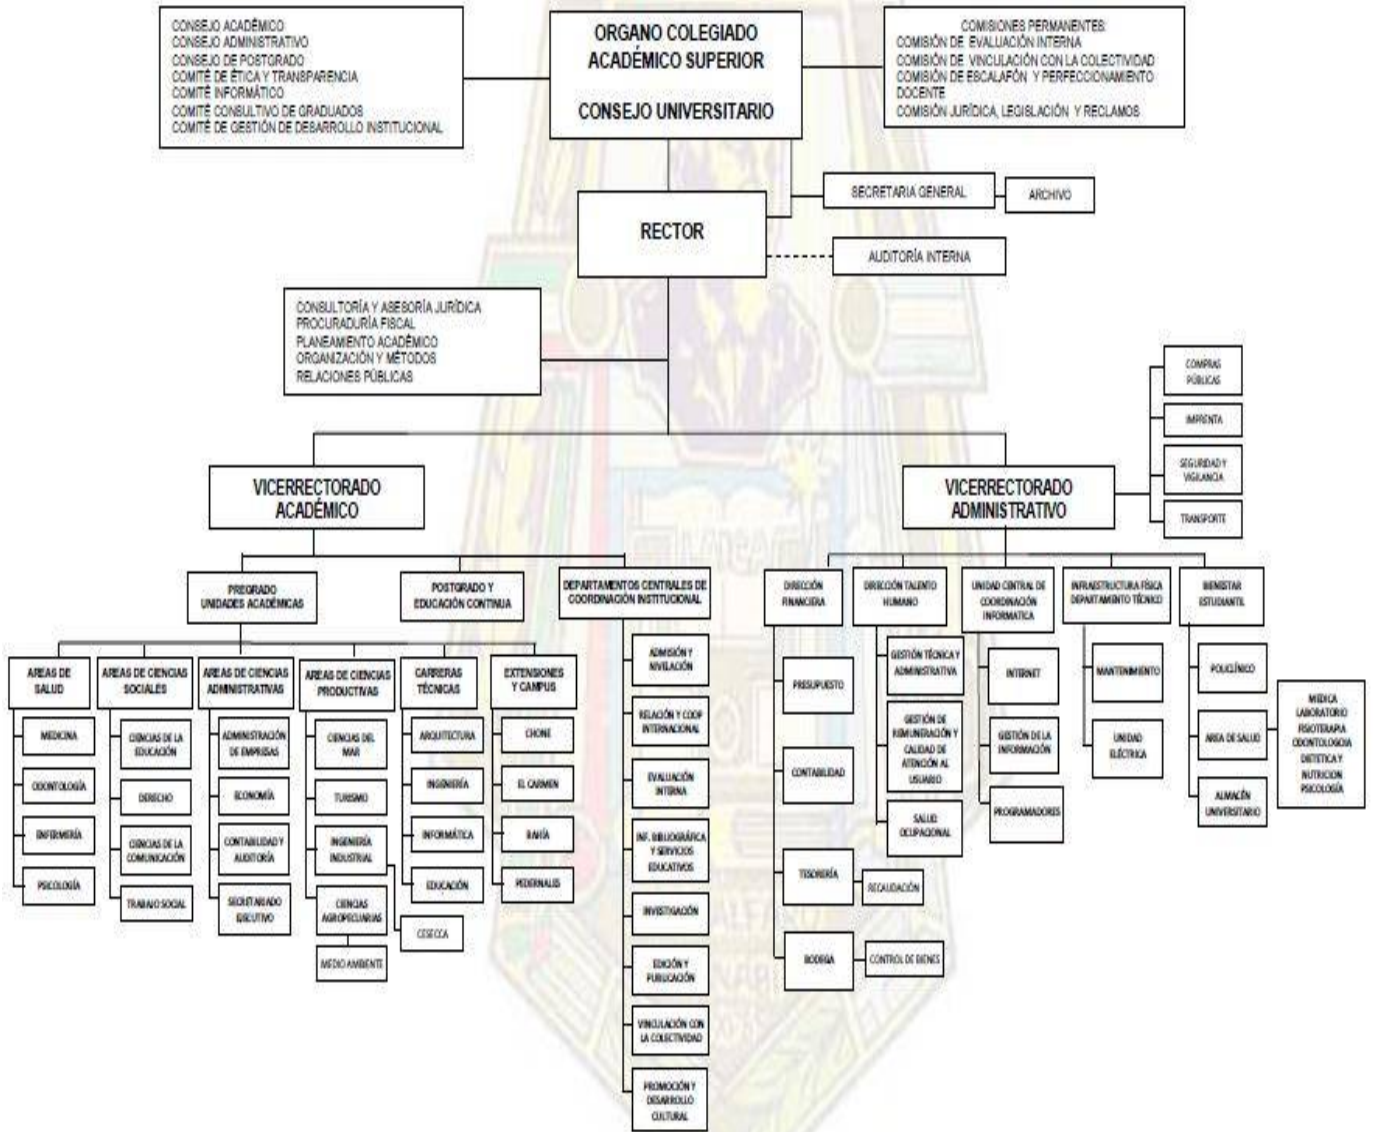 CONSEJO ACADÉMICO
CONSEJO ADMINISTRATIVO
CONSEJO DE POSTGRADO
COMITÉ DE ÉTICA Y TRANSPARENCIA
COMITÉ INFORMÁTICO
COMITÉ CONSULTIVO DE GRADUADOS
COMITÉ DE GESTIÓN DE DESARROLLO INSTITUCIONAL
ORGANO COLEGIADO
ACADÉMICO SUPERIOR
CONSEJO UNIVERSITARIO
COMISIONES PERMANENTES:
COMISIÓN DE EVALUACIÓN INTERNA
COMISIÓN DE VINCULACIÓN CON LA COLECTIVIDAD
COMISIÓN DE ESCALAFÓN Y PERFECCIONAMIENTO
DOCENTE
COMISIÓN JURÍDICA, LEGISLACIÓN Y RECLAMOS
SECRETARIA GENERAL
ARCHIVO
RECTOR
AUDITORÍA INTERNA
CONSULTORÍA Y ASESORÍA JURÍDICA
PROCURADURÍA FISCAL
PLANEAMIENTO ACADÉMICO
ORGANIZACIÓN Y MÉTODOS
RELACIONES PÚBLICAS
COMPRAS
PÚBLICAS
IMPRENTA
SEGURIDAD Y
VIGILANCIA
TRANSPORTE
VICERRECTORADO
ACADÉMICO
VICERRECTORADO
ADMINISTRATIVO
PREGRADO
UNIDADES ACADÉMICAS
POSTGRADO Y
EDUCACIÓN CONTINUA
DEPARTAMENTOS CENTRALES DE
COORDINACIÓN INSTITUCIONAL
DIRECCIÓN
FINANCIERA
DIRECCIÓN TALENTO
HUMANO
UNIDAD CENTRAL DE
COORDINACIÓN
INFORMATICA
INFRAESTRUCTURA FÍSICA
DEPARTAMENTO TÉCNICO
BIENESTAR
ESTUDIANTIL
AREAS DE
SALUD
MEDICINA
ODONTOLOGÍA
ENFERMERÍA
PSICOLOGÍA
AREAS DE CIENCIAS
SOCIALES
CIENCIAS DE LA
EDUCACIÓN
DERECHO
CIENCIAS DE LA
COMUNICACIÓN
TRABAJO SOCIAL
AREAS DE CIENCIAS
ADMINISTRATIVAS
ADMINISTRACIÓN
DE EMPRESAS
ECONOMÍA
CONTABILIDAD Y
AUDITORÍA
SECRETARIADO
EJECUTIVO
AREAS DE CIENCIAS
PRODUCTIVAS
CIENCIAS DEL
MAR
TURISMO
INGENIERÍA
INDUSTRIAL
CIENCIAS
AGROPECUARIAS
MEDIO AMBIENTE
CARRERAS
TÉCNICAS
ARQUITECTURA
INGENIERÍA
INFORMÁTICA
EDUCACIÓN
CESECCA
EXTENSIONES
Y CAMPUS
CHONE
EL CARMEN
BAHÍA
PEDERNALES
ADMISIÓN Y
NIVELACIÓN
RELACIÓN Y COOP
INTERNACIONAL
EVALUACIÓN
INTERNA
INF. BIBLIOGRÁFICA
Y SERVICIOS
EDUCATIVOS
INVESTIGACIÓN
EDICIÓN Y
PUBLICACIÓN
VINCULACIÓN CON
LA COLECTIVIDAD
PROMOCIÓN Y
DESARROLLO
CULTURAL
PRESUPUESTO
CONTABILIDAD
TESORERÍA
RECAUDACIÓN
BODEGA
CONTROL DE BIENES
GESTIÓN TÉCNICA Y
ADMINISTRATIVA
GESTIÓN DE
REMUNERACIÓN Y
CALIDAD DE
ATENCIÓN AL
USUARIO
SALUD
OCUPACIONAL
INTERNET
GESTIÓN DE LA
INFORMACIÓN
PROGRAMADORES
MANTENIMIENTO
UNIDAD
ELÉCTRICA
POLICLÍNICO
AREA DE SALUD
ALMACÉN
UNIVERSITARIO
MEDICA
LABORATORIO
FISIOTERAPIA
ODONTOLOGOIA
DIETETICA Y
NUTRICION
PSICOLOGÍA